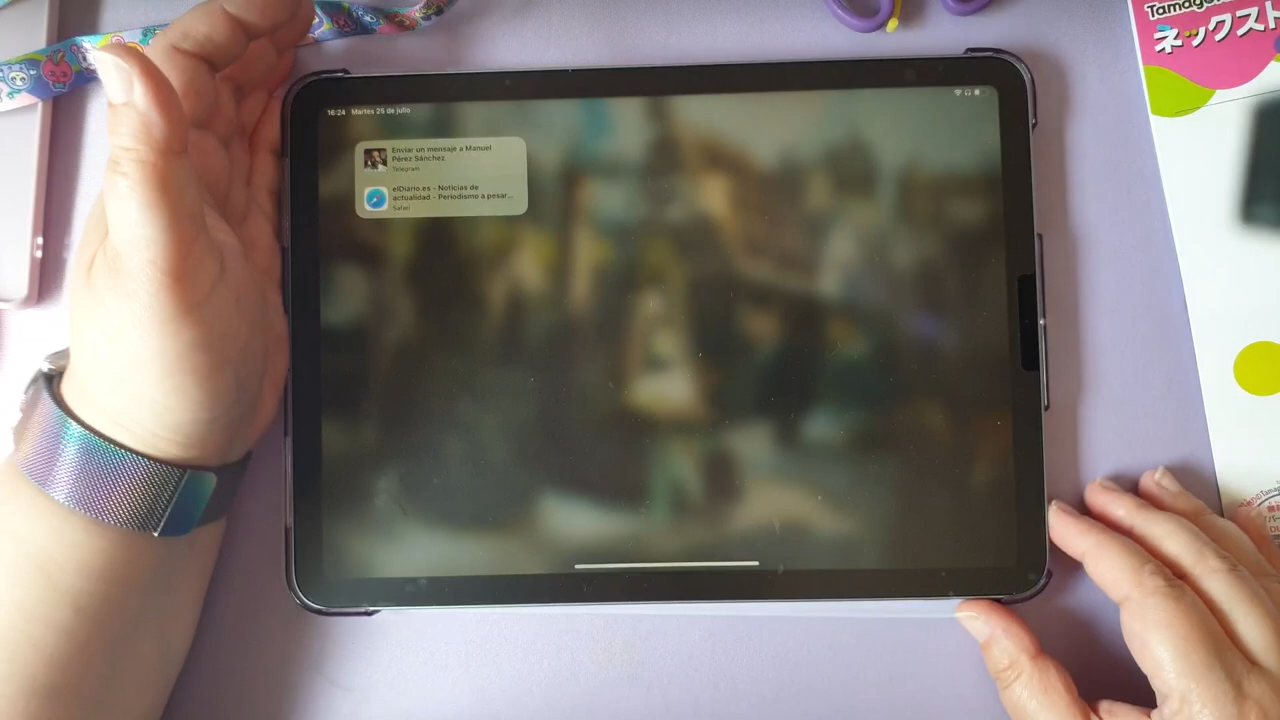 16:24 Martes 25 de julio
Enviar un mensaje a Manuel
Pérez Sánchez
Telegram
elDiario.es - Noticias de
actualidad - Periodismo a pesar...
Safari
ネックスト